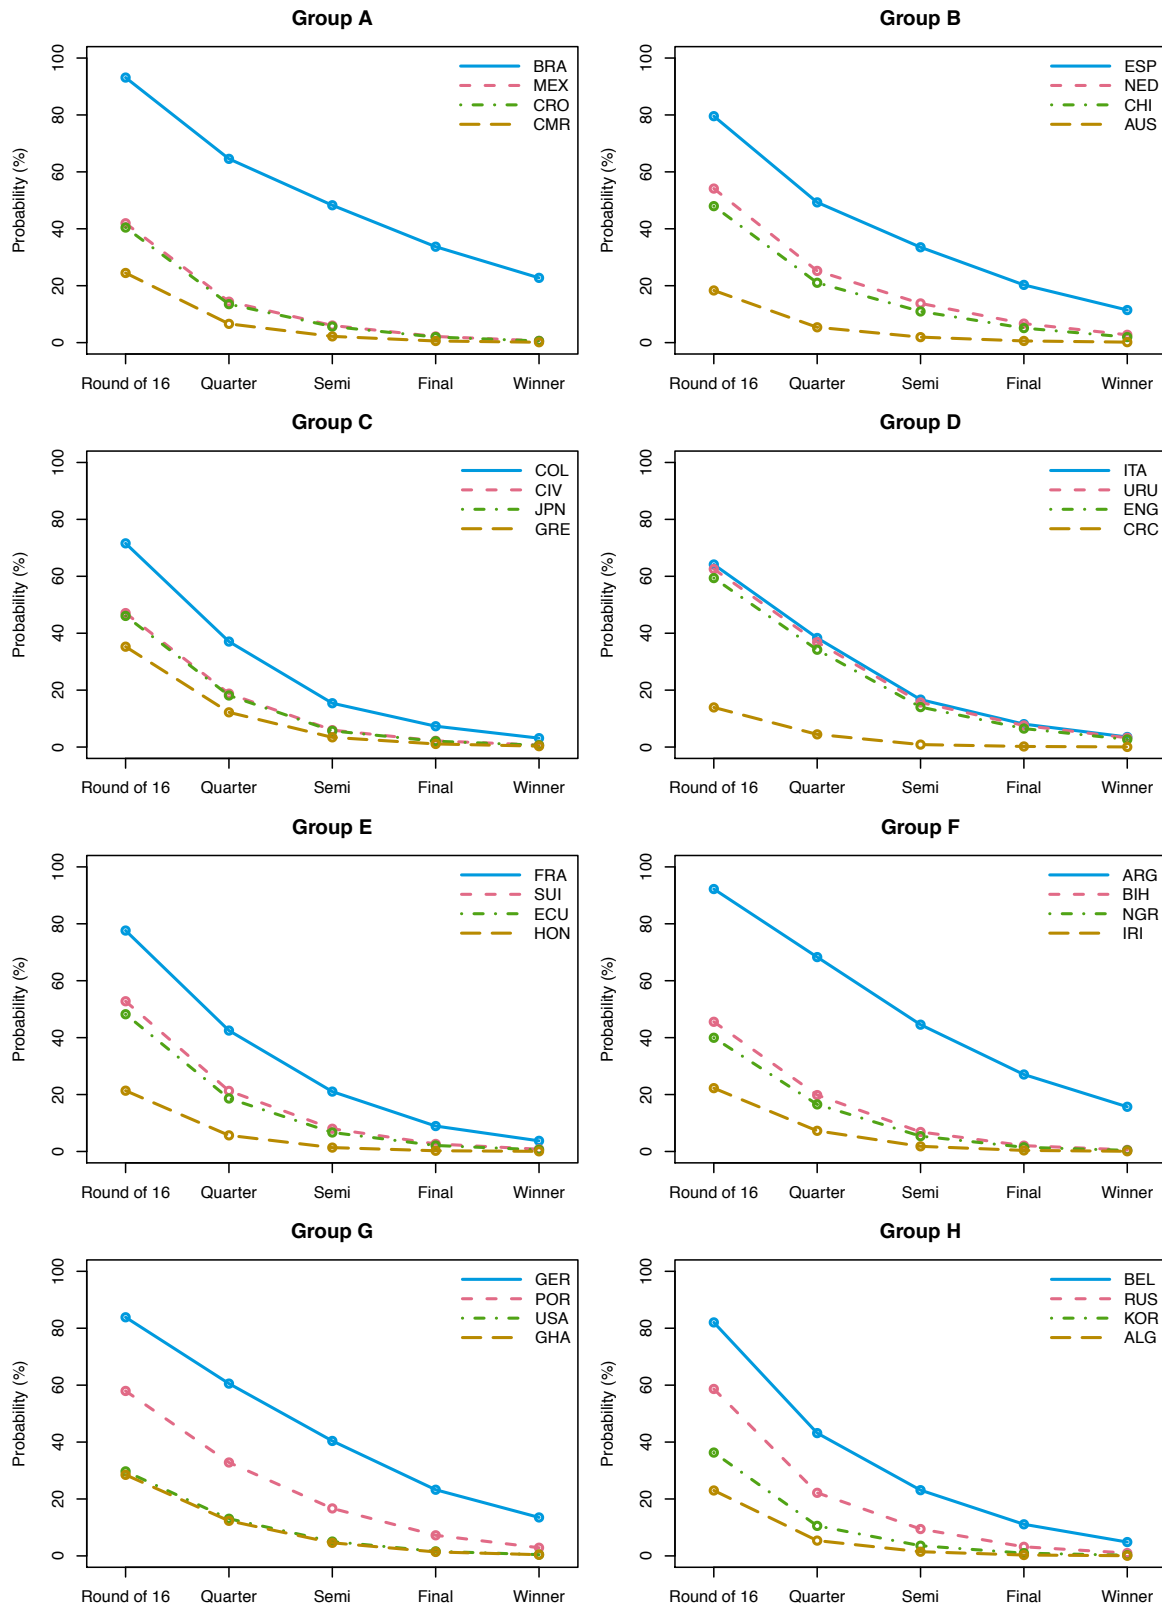 Group A
Probability (%)
100
80
60
40
20
0
BRA
MEX
CRO
CMR
Round of 16 Quarter Semi Final Winner
Group B
Probability (%)
100
80
60
40
20
0
ESP
NED
CHI
AUS
Round of 16 Quarter Semi Final Winner
Group C
Probability (%)
100
80
60
40
20
0
COL
CIV
JPN
GRE
Round of 16 Quarter Semi Final Winner
Group D
Probability (%)
100
80
60
40
20
0
ITA
URU
ENG
CRC
Round of 16 Quarter Semi Final Winner
Group E
Probability (%)
100
80
60
40
20
0
FRA
SUI
ECU
HON
Round of 16 Quarter Semi Final Winner
Group F
Probability (%)
100
80
60
40
20
0
ARG
BIH
NGR
IRI
Round of 16 Quarter Semi Final Winner
Group G
Probability (%)
100
80
60
40
20
0
GER
POR
USA
GHA
Round of 16 Quarter Semi Final Winner
Group H
Probability (%)
100
80
60
40
20
0
BEL
RUS
KOR
ALG
Round of 16 Quarter Semi Final Winner